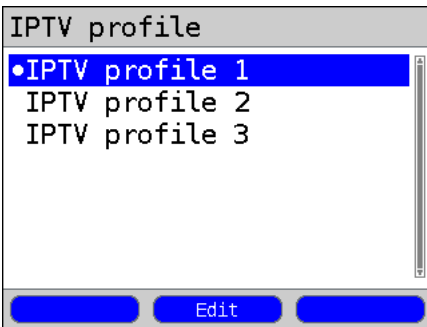 IPTV profile
•IPTV profile 1
IPTV profile 2
IPTV profile 3
Edit